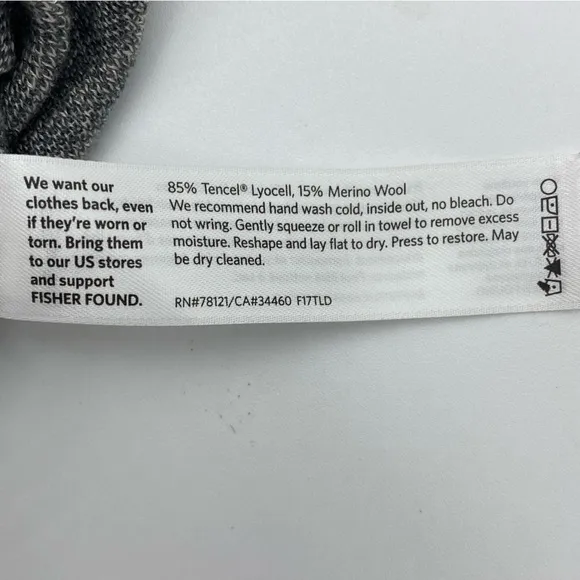 We want our
clothes back, even
if they're worn or
torn. Bring them
to our US stores
and support
FISHER FOUND.
85% Tencel® Lyocell, 15% Merino Wool
We recommend hand wash cold, inside out, no bleach. Do
not wring. Gently squeeze or roll in towel to remove excess
moisture. Reshape and lay flat to dry. Press to restore. May
be dry cleaned.
RN#78121/CA#34460 F17TLD